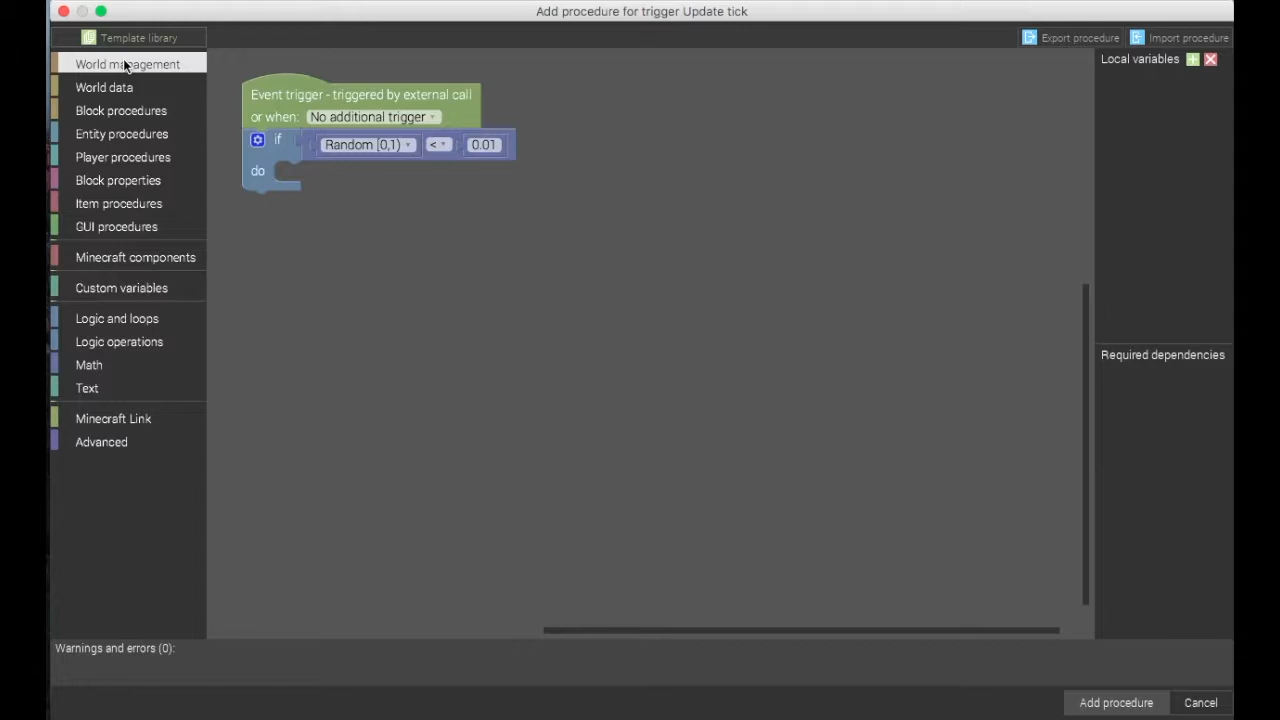 Add procedure for trigger Update tick
Template library
Export procedure
Import procedure
World management
World data
Block procedures
Entity procedures
Player procedures
Block properties
Item procedures
GUI procedures
Minecraft components
Custom variables
Logic and loops
Logic operations
Math
Text
Minecraft Link
Advanced
Event trigger - triggered by external call
or when: No additional trigger
if Random [0,1) < 0.01
do
Local variables
Required dependencies
Warnings and errors (0):
Add procedure
Cancel